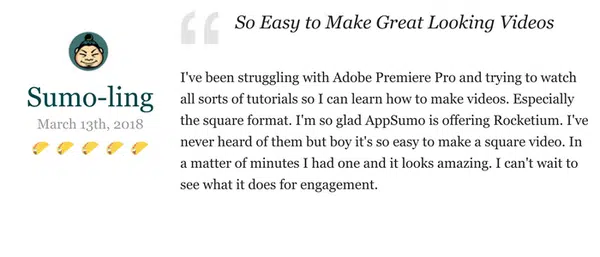 So Easy to Make Great Looking Videos
Sumo-ling
March 13th, 2018
I've been struggling with Adobe Premiere Pro and trying to watch
all sorts of tutorials so I can learn how to make videos. Especially
the square format. I'm so glad AppSumo is offering Rocketium. I've
never heard of them but boy it's so easy to make a square video. In
a matter of minutes I had one and it looks amazing. I can't wait to
see what it does for engagement.